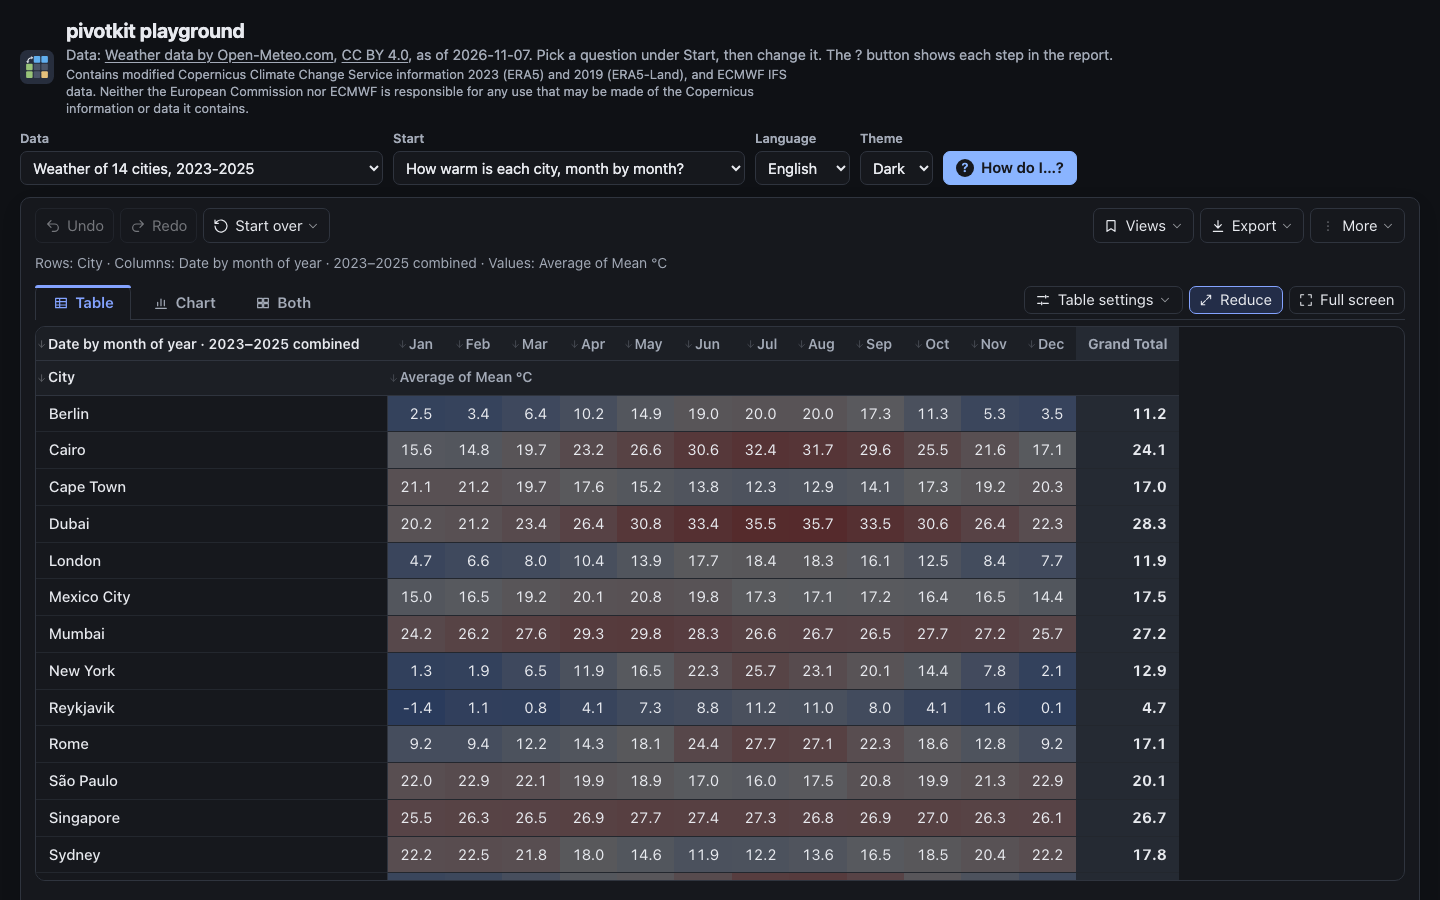 pivotkit playground
Data: Weather data by Open-Meteo.com, CC BY 4.0, as of 2026-11-07. Pick a question under Start, then change it. The ? button shows each step in the report.
Contains modified Copernicus Climate Change Service information 2023 (ERA5) and 2019 (ERA5-Land), and ECMWF IFS
data. Neither the European Commission nor ECMWF is responsible for any use that may be made of the Copernicus
information or data it contains.
Data Start Language Theme
Weather of 14 cities, 2023-2025 How warm is each city, month by month? English Dark ? How do I...?
Undo Redo Start over Views Export More
Rows: City · Columns: Date by month of year · 2023–2025 combined · Values: Average of Mean °C
Table Chart Both Table settings Reduce Full screen
↓ Date by month of year · 2023–2025 combined ↓ Jan ↓ Feb ↓ Mar ↓ Apr ↓ May ↓ Jun ↓ Jul ↓ Aug ↓ Sep ↓ Oct ↓ Nov ↓ Dec Grand Total
↓ City ↓ Average of Mean °C
Berlin 2.5 3.4 6.4 10.2 14.9 19.0 20.0 20.0 17.3 11.3 5.3 3.5 11.2
Cairo 15.6 14.8 19.7 23.2 26.6 30.6 32.4 31.7 29.6 25.5 21.6 17.1 24.1
Cape Town 21.1 21.2 19.7 17.6 15.2 13.8 12.3 12.9 14.1 17.3 19.2 20.3 17.0
Dubai 20.2 21.2 23.4 26.4 30.8 33.4 35.5 35.7 33.5 30.6 26.4 22.3 28.3
London 4.7 6.6 8.0 10.4 13.9 17.7 18.4 18.3 16.1 12.5 8.4 7.7 11.9
Mexico City 15.0 16.5 19.2 20.1 20.8 19.8 17.3 17.1 17.2 16.4 16.5 14.4 17.5
Mumbai 24.2 26.2 27.6 29.3 29.8 28.3 26.6 26.7 26.5 27.7 27.2 25.7 27.2
New York 1.3 1.9 6.5 11.9 16.5 22.3 25.7 23.1 20.1 14.4 7.8 2.1 12.9
Reykjavik -1.4 1.1 0.8 4.1 7.3 8.8 11.2 11.0 8.0 4.1 1.6 0.1 4.7
Rome 9.2 9.4 12.2 14.3 18.1 24.4 27.7 27.1 22.3 18.6 12.8 9.2 17.1
São Paulo 22.0 22.9 22.1 19.9 18.9 17.0 16.0 17.5 20.8 19.9 21.3 22.9 20.1
Singapore 25.5 26.3 26.5 26.9 27.7 27.4 27.3 26.8 26.9 27.0 26.3 26.1 26.7
Sydney 22.2 22.5 21.8 18.0 14.6 11.9 12.2 13.6 16.5 18.5 20.4 22.2 17.8